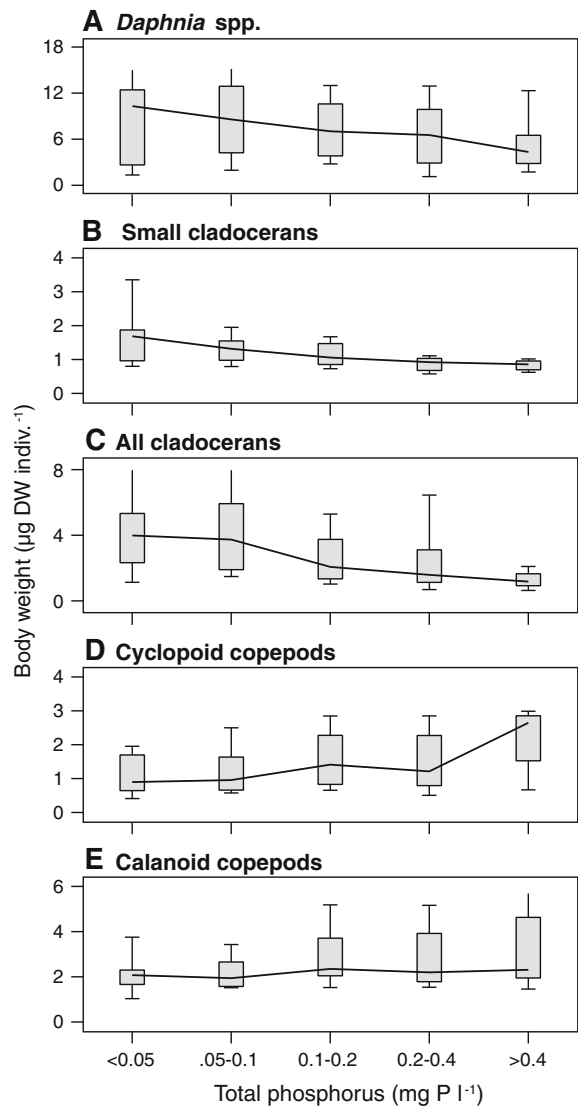 A Daphnia spp.
18
12
6
0
B Small cladocerans
4
3
2
1
0
C All cladocerans
8
4
0
D Cyclopoid copepods
4
3
2
1
0
E Calanoid copepods
6
4
2
0
<0.05 .05-0.1 0.1-0.2 0.2-0.4 >0.4
Total phosphorus (mg P l⁻¹)
Body weight (µg DW indiv.⁻¹)